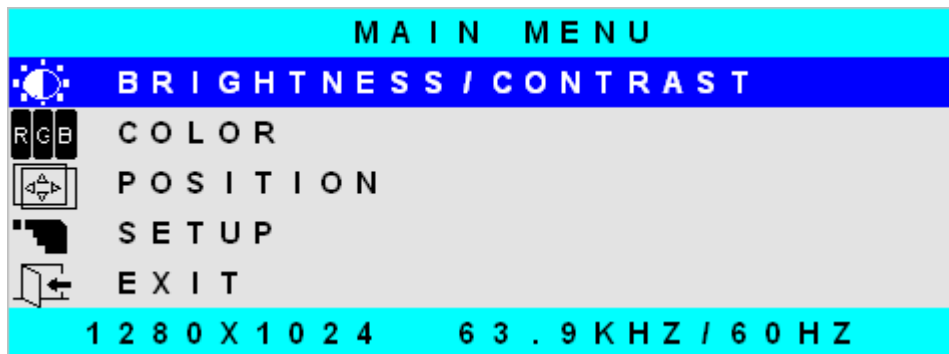 MAIN MENU
BRIGHTNESS/CONTRAST
RGB COLOR
POSITION
SETUP
EXIT
1280X1024 63.9KHZ/60HZ